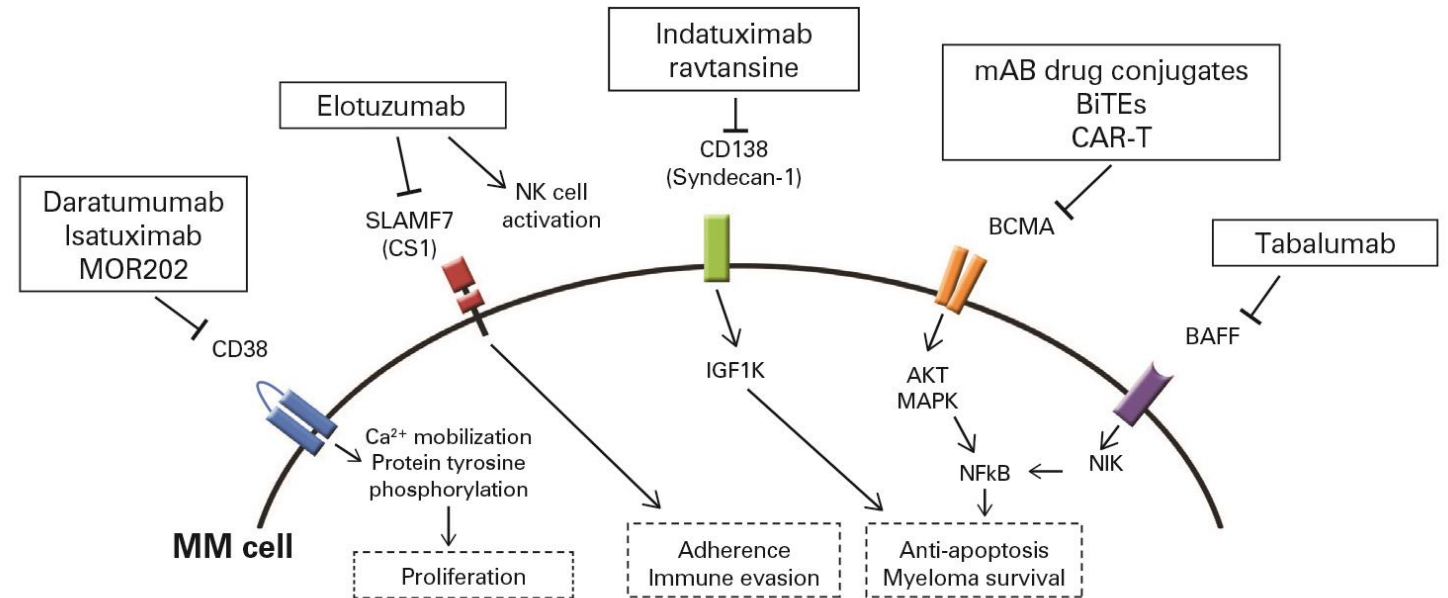 Indatuximab
ravtansine
mAB drug conjugates
BiTEs
CAR-T
Elotuzumab
CD138
(Syndecan-1)
Daratumumab
Isatuximab
MOR202
NK cell
activation
SLAMF7
(CS1)
BCMA
Tabalumab
CD38
BAFF
IGF1K
AKT
MAPK
Ca²⁺ mobilization
Protein tyrosine
phosphorylation
NFkB
NIK
MM cell
Proliferation
Adherence
Immune evasion
Anti-apoptosis
Myeloma survival